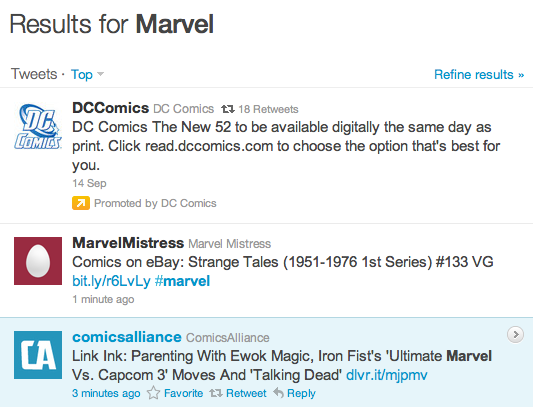 Results for Marvel
Tweets · Top
Refine results »
DC COMICS
DCComics DC Comics 18 Retweets
DC Comics The New 52 to be available digitally the same day as
print. Click read.dccomics.com to choose the option that's best for
you.
14 Sep
Promoted by DC Comics
MarvelMistress Marvel Mistress
Comics on eBay: Strange Tales (1951-1976 1st Series) #133 VG
bit.ly/r6LvLy #marvel
1 minute ago
CA
comicsalliance ComicsAlliance
Link Ink: Parenting With Ewok Magic, Iron Fist's 'Ultimate Marvel
Vs. Capcom 3' Moves And 'Talking Dead' dlvr.it/mjpmv
3 minutes ago Favorite Retweet Reply